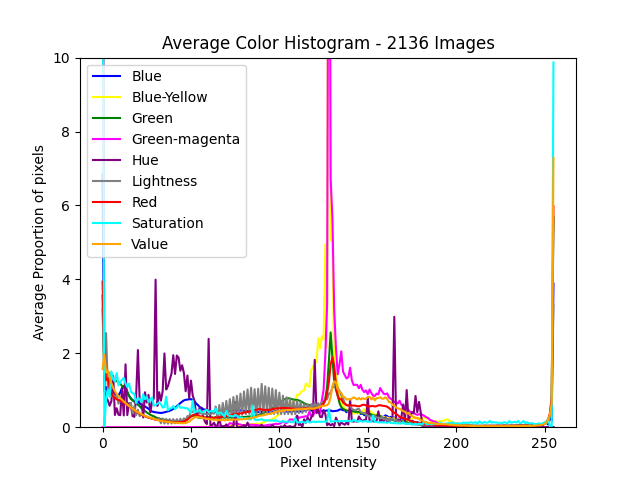 Average Color Histogram - 2136 Images
Average Proportion of pixels
10
8
6
4
2
0
Blue
Blue-Yellow
Green
Green-magenta
Hue
Lightness
Red
Saturation
Value
0 50 100 150 200 250
Pixel Intensity